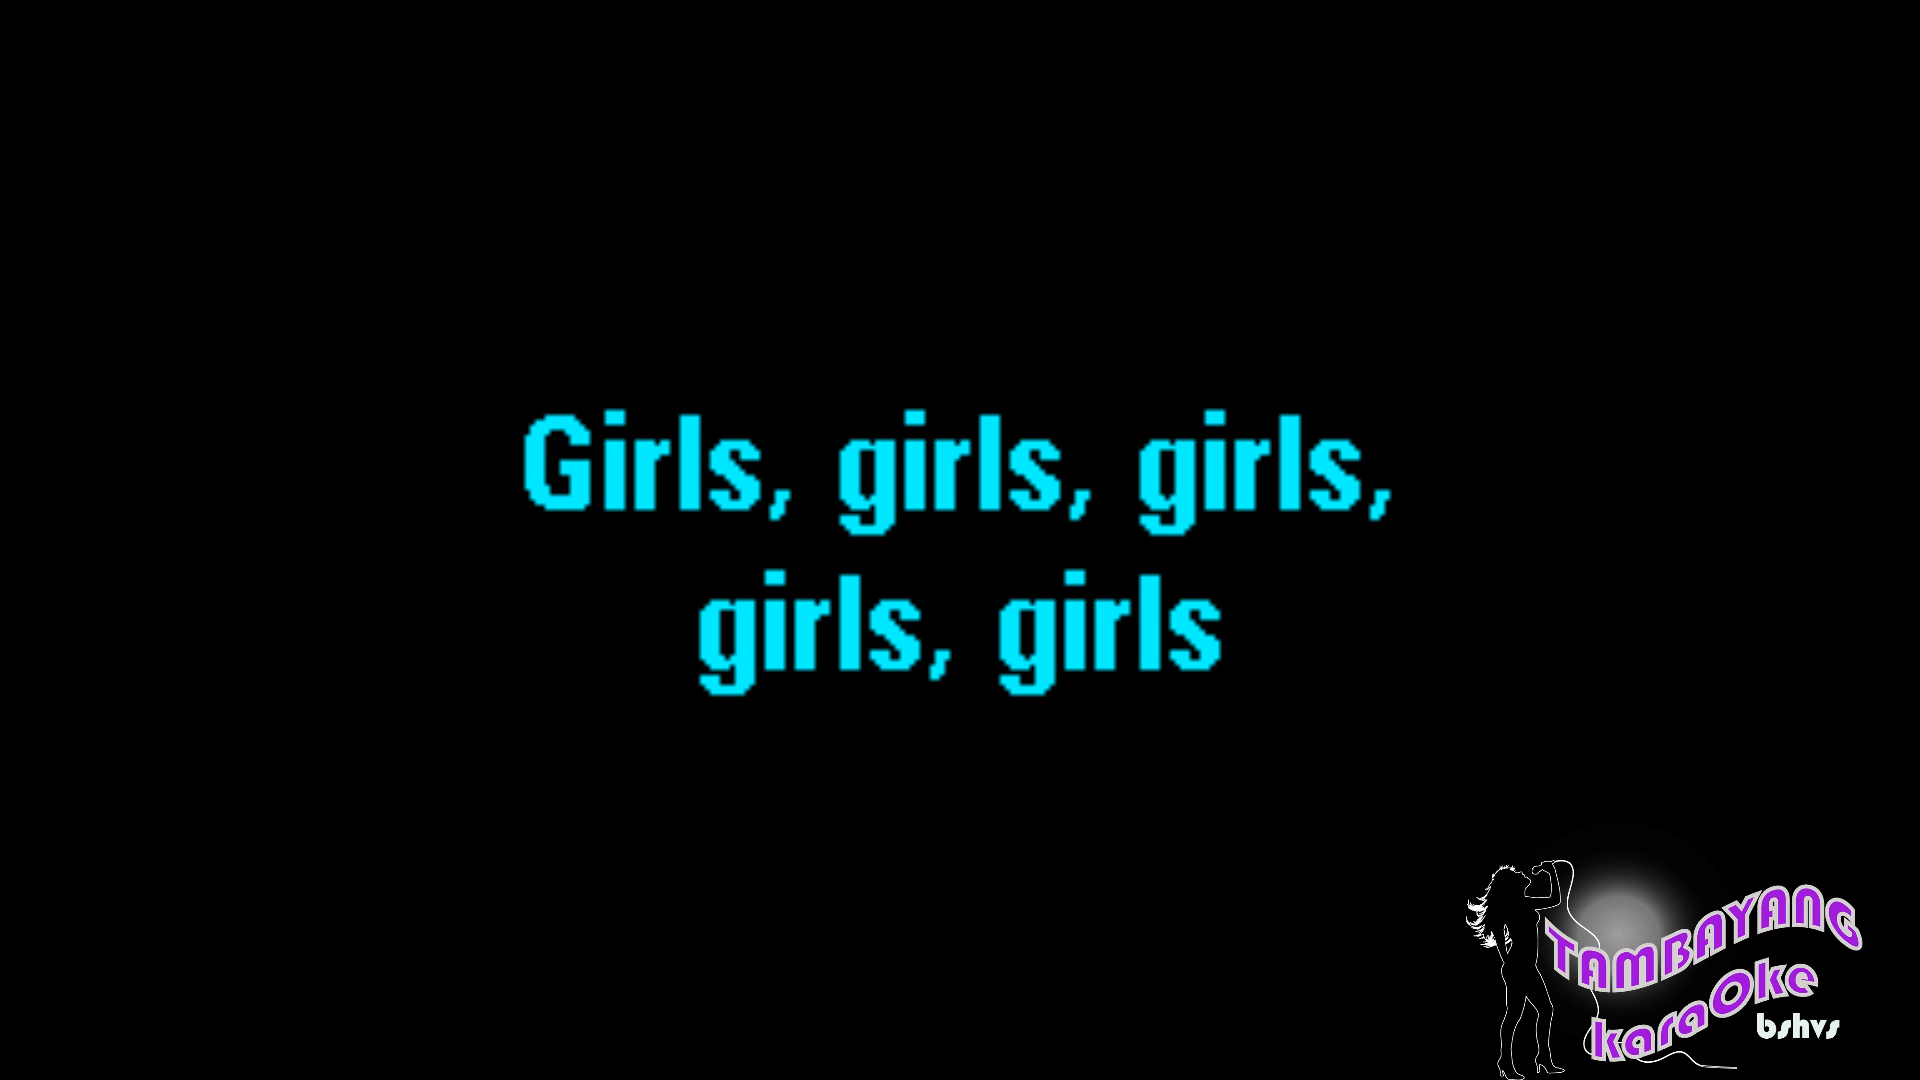 Girls, girls, girls,
girls, girls
TAMBAYANG
karaOke
bshvs